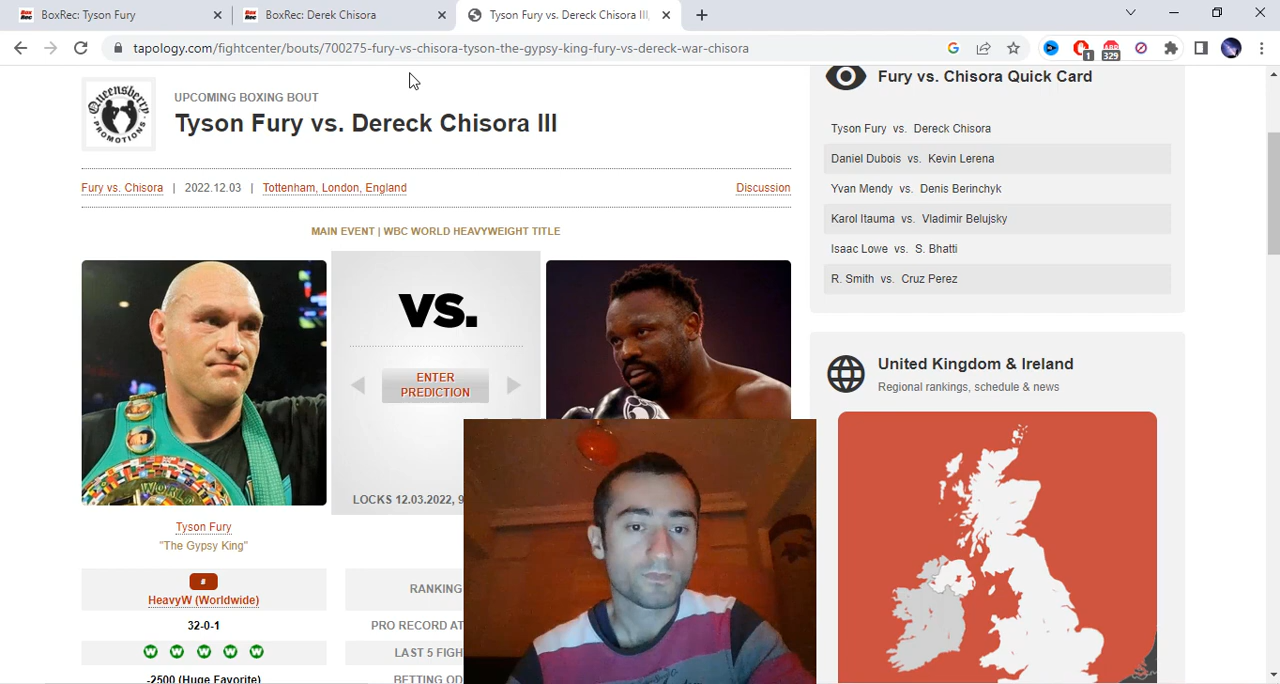 BoxRec: Tyson Fury
BoxRec: Derek Chisora
Tyson Fury vs. Dereck Chisora III,
tapology.com/fightcenter/bouts/700275-fury-vs-chisora-tyson-the-gypsy-king-fury-vs-dereck-war-chisora
1
329
Queensberry
PROMOTIONS
UPCOMING BOXING BOUT
Tyson Fury vs. Dereck Chisora III
Fury vs. Chisora | 2022.12.03 | Tottenham, London, England
Discussion
MAIN EVENT | WBC WORLD HEAVYWEIGHT TITLE
VS.
ENTER
PREDICTION
LOCKS 12.03.2022, 9
Tyson Fury
"The Gypsy King"
#
HeavyW (Worldwide)
RANKING
32-0-1
PRO RECORD AT
W W W W W
LAST 5 FIGH
-2500 (Huge Favorite)
BETTING OD
Fury vs. Chisora Quick Card
Tyson Fury vs. Dereck Chisora
Daniel Dubois vs. Kevin Lerena
Yvan Mendy vs. Denis Berinchyk
Karol Itauma vs. Vladimir Belujsky
Isaac Lowe vs. S. Bhatti
R. Smith vs. Cruz Perez
United Kingdom & Ireland
Regional rankings, schedule & news